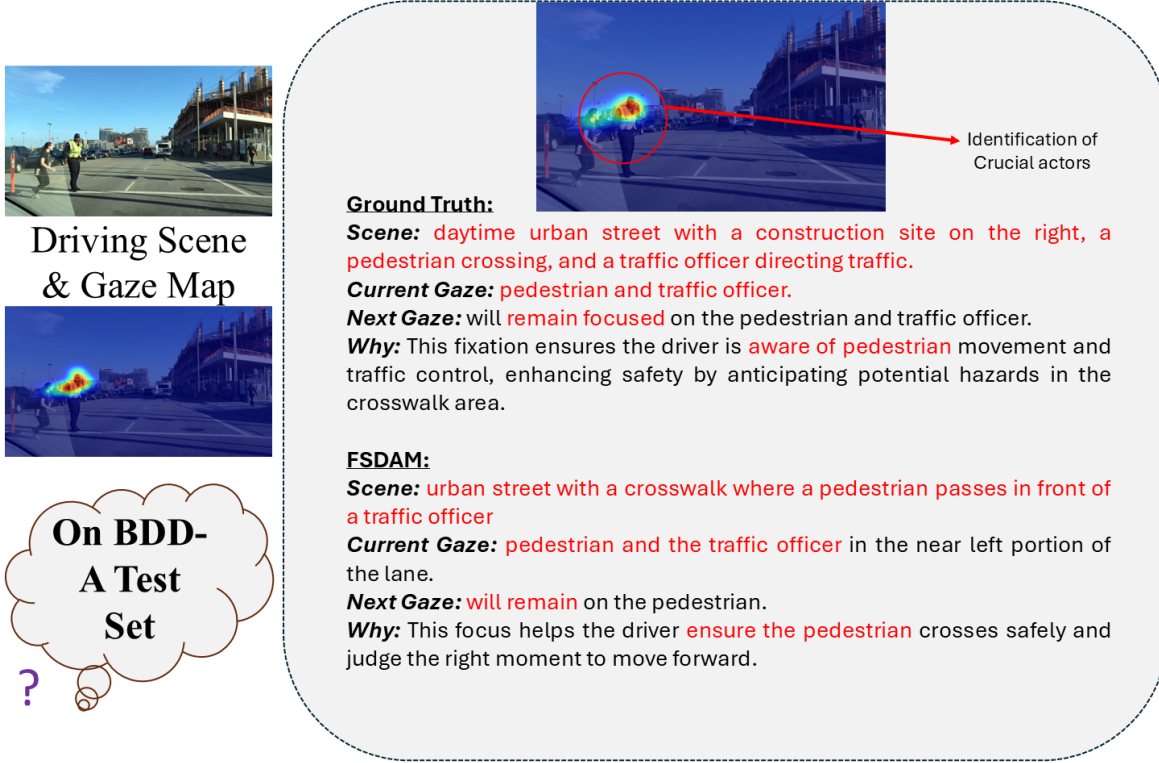 Driving Scene
& Gaze Map
On BDD-
A Test
Set
?
Identification of
Crucial actors
Ground Truth:
Scene: daytime urban street with a construction site on the right, a
pedestrian crossing, and a traffic officer directing traffic.
Current Gaze: pedestrian and traffic officer.
Next Gaze: will remain focused on the pedestrian and traffic officer.
Why: This fixation ensures the driver is aware of pedestrian movement and
traffic control, enhancing safety by anticipating potential hazards in the
crosswalk area.
FSDAM:
Scene: urban street with a crosswalk where a pedestrian passes in front of
a traffic officer
Current Gaze: pedestrian and the traffic officer in the near left portion of
the lane.
Next Gaze: will remain on the pedestrian.
Why: This focus helps the driver ensure the pedestrian crosses safely and
judge the right moment to move forward.